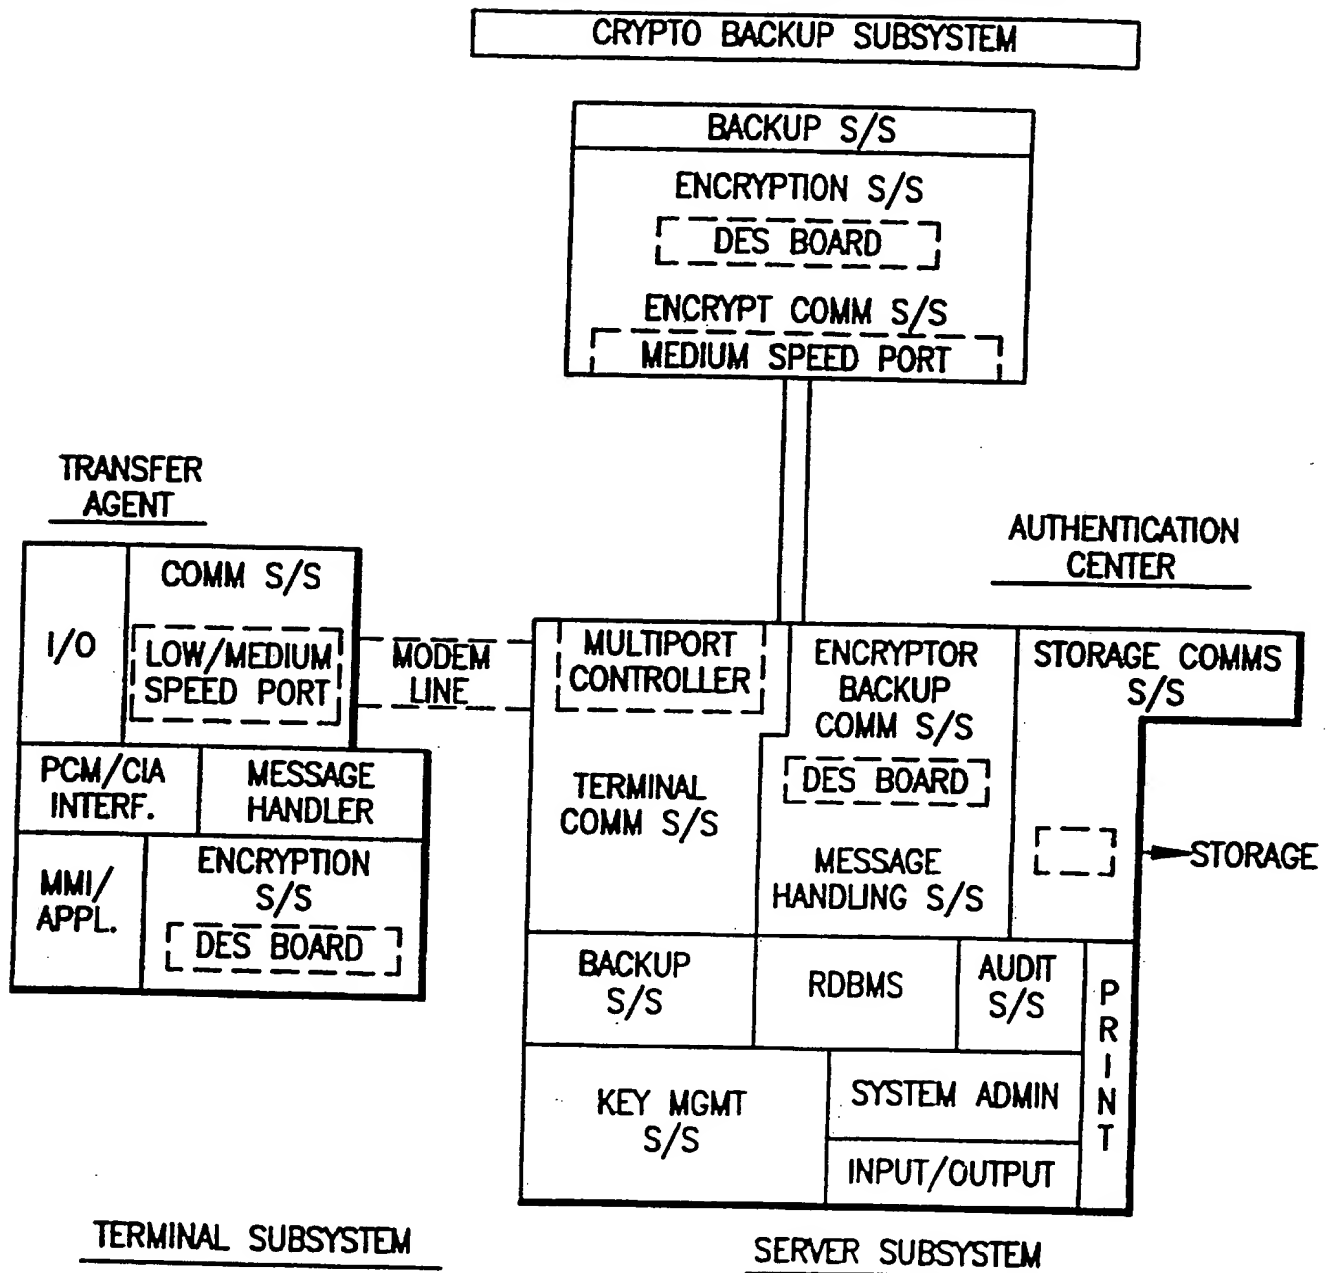 CRYPTO BACKUP SUBSYSTEM
BACKUP S/S
ENCRYPTION S/S
DES BOARD
ENCRYPT COMM S/S
MEDIUM SPEED PORT
TRANSFER
AGENT
I/O
COMM S/S
LOW/MEDIUM
SPEED PORT
PCM/CIA
INTERF.
MESSAGE
HANDLER
MMI/
APPL.
ENCRYPTION
S/S
DES BOARD
MODEM
LINE
AUTHENTICATION
CENTER
MULTIPORT
CONTROLLER
TERMINAL
COMM S/S
ENCRYPTOR
BACKUP
COMM S/S
DES BOARD
MESSAGE
HANDLING S/S
STORAGE COMMS
S/S
STORAGE
BACKUP
S/S
RDBMS
AUDIT
S/S
PRINT
KEY MGMT
S/S
SYSTEM ADMIN
INPUT/OUTPUT
TERMINAL SUBSYSTEM
SERVER SUBSYSTEM